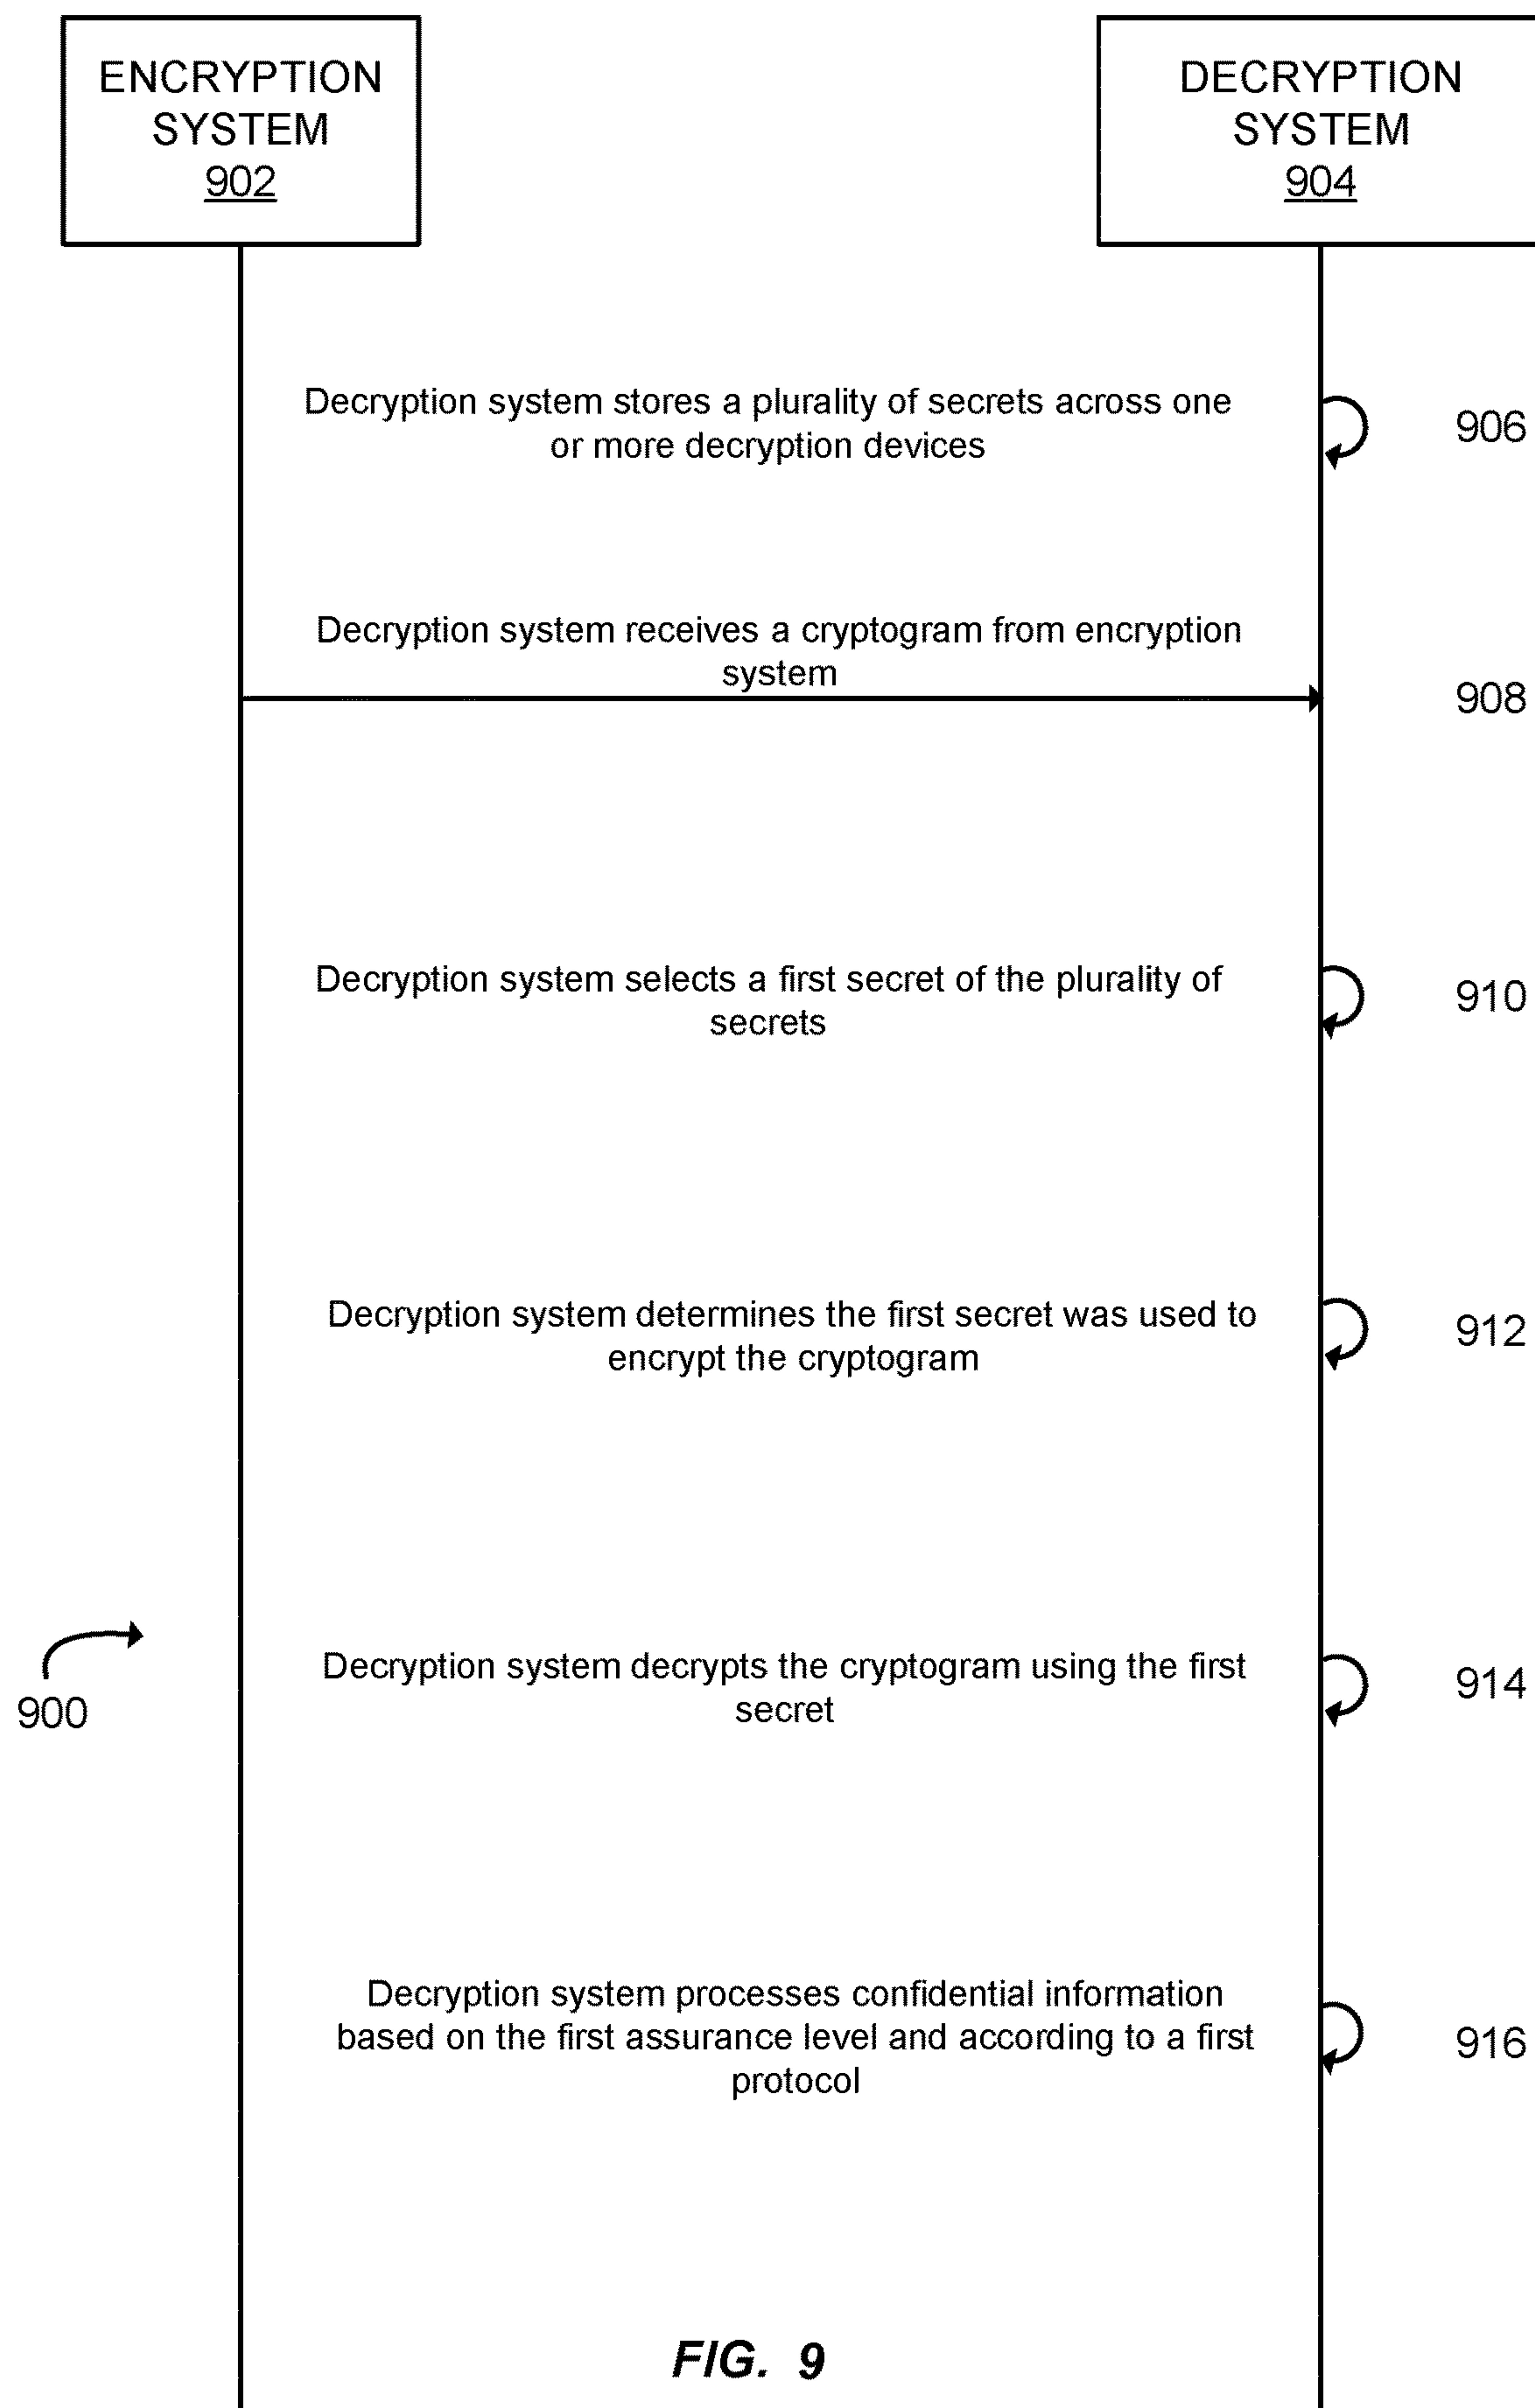 ENCRYPTION
SYSTEM
902
DECRYPTION
SYSTEM
904
Decryption system stores a plurality of secrets across one
or more decryption devices
906
Decryption system receives a cryptogram from encryption
system
908
Decryption system selects a first secret of the plurality of
secrets
910
Decryption system determines the first secret was used to
encrypt the cryptogram
912
Decryption system decrypts the cryptogram using the first
secret
914
900
Decryption system processes confidential information
based on the first assurance level and according to a first
protocol
916
FIG. 9